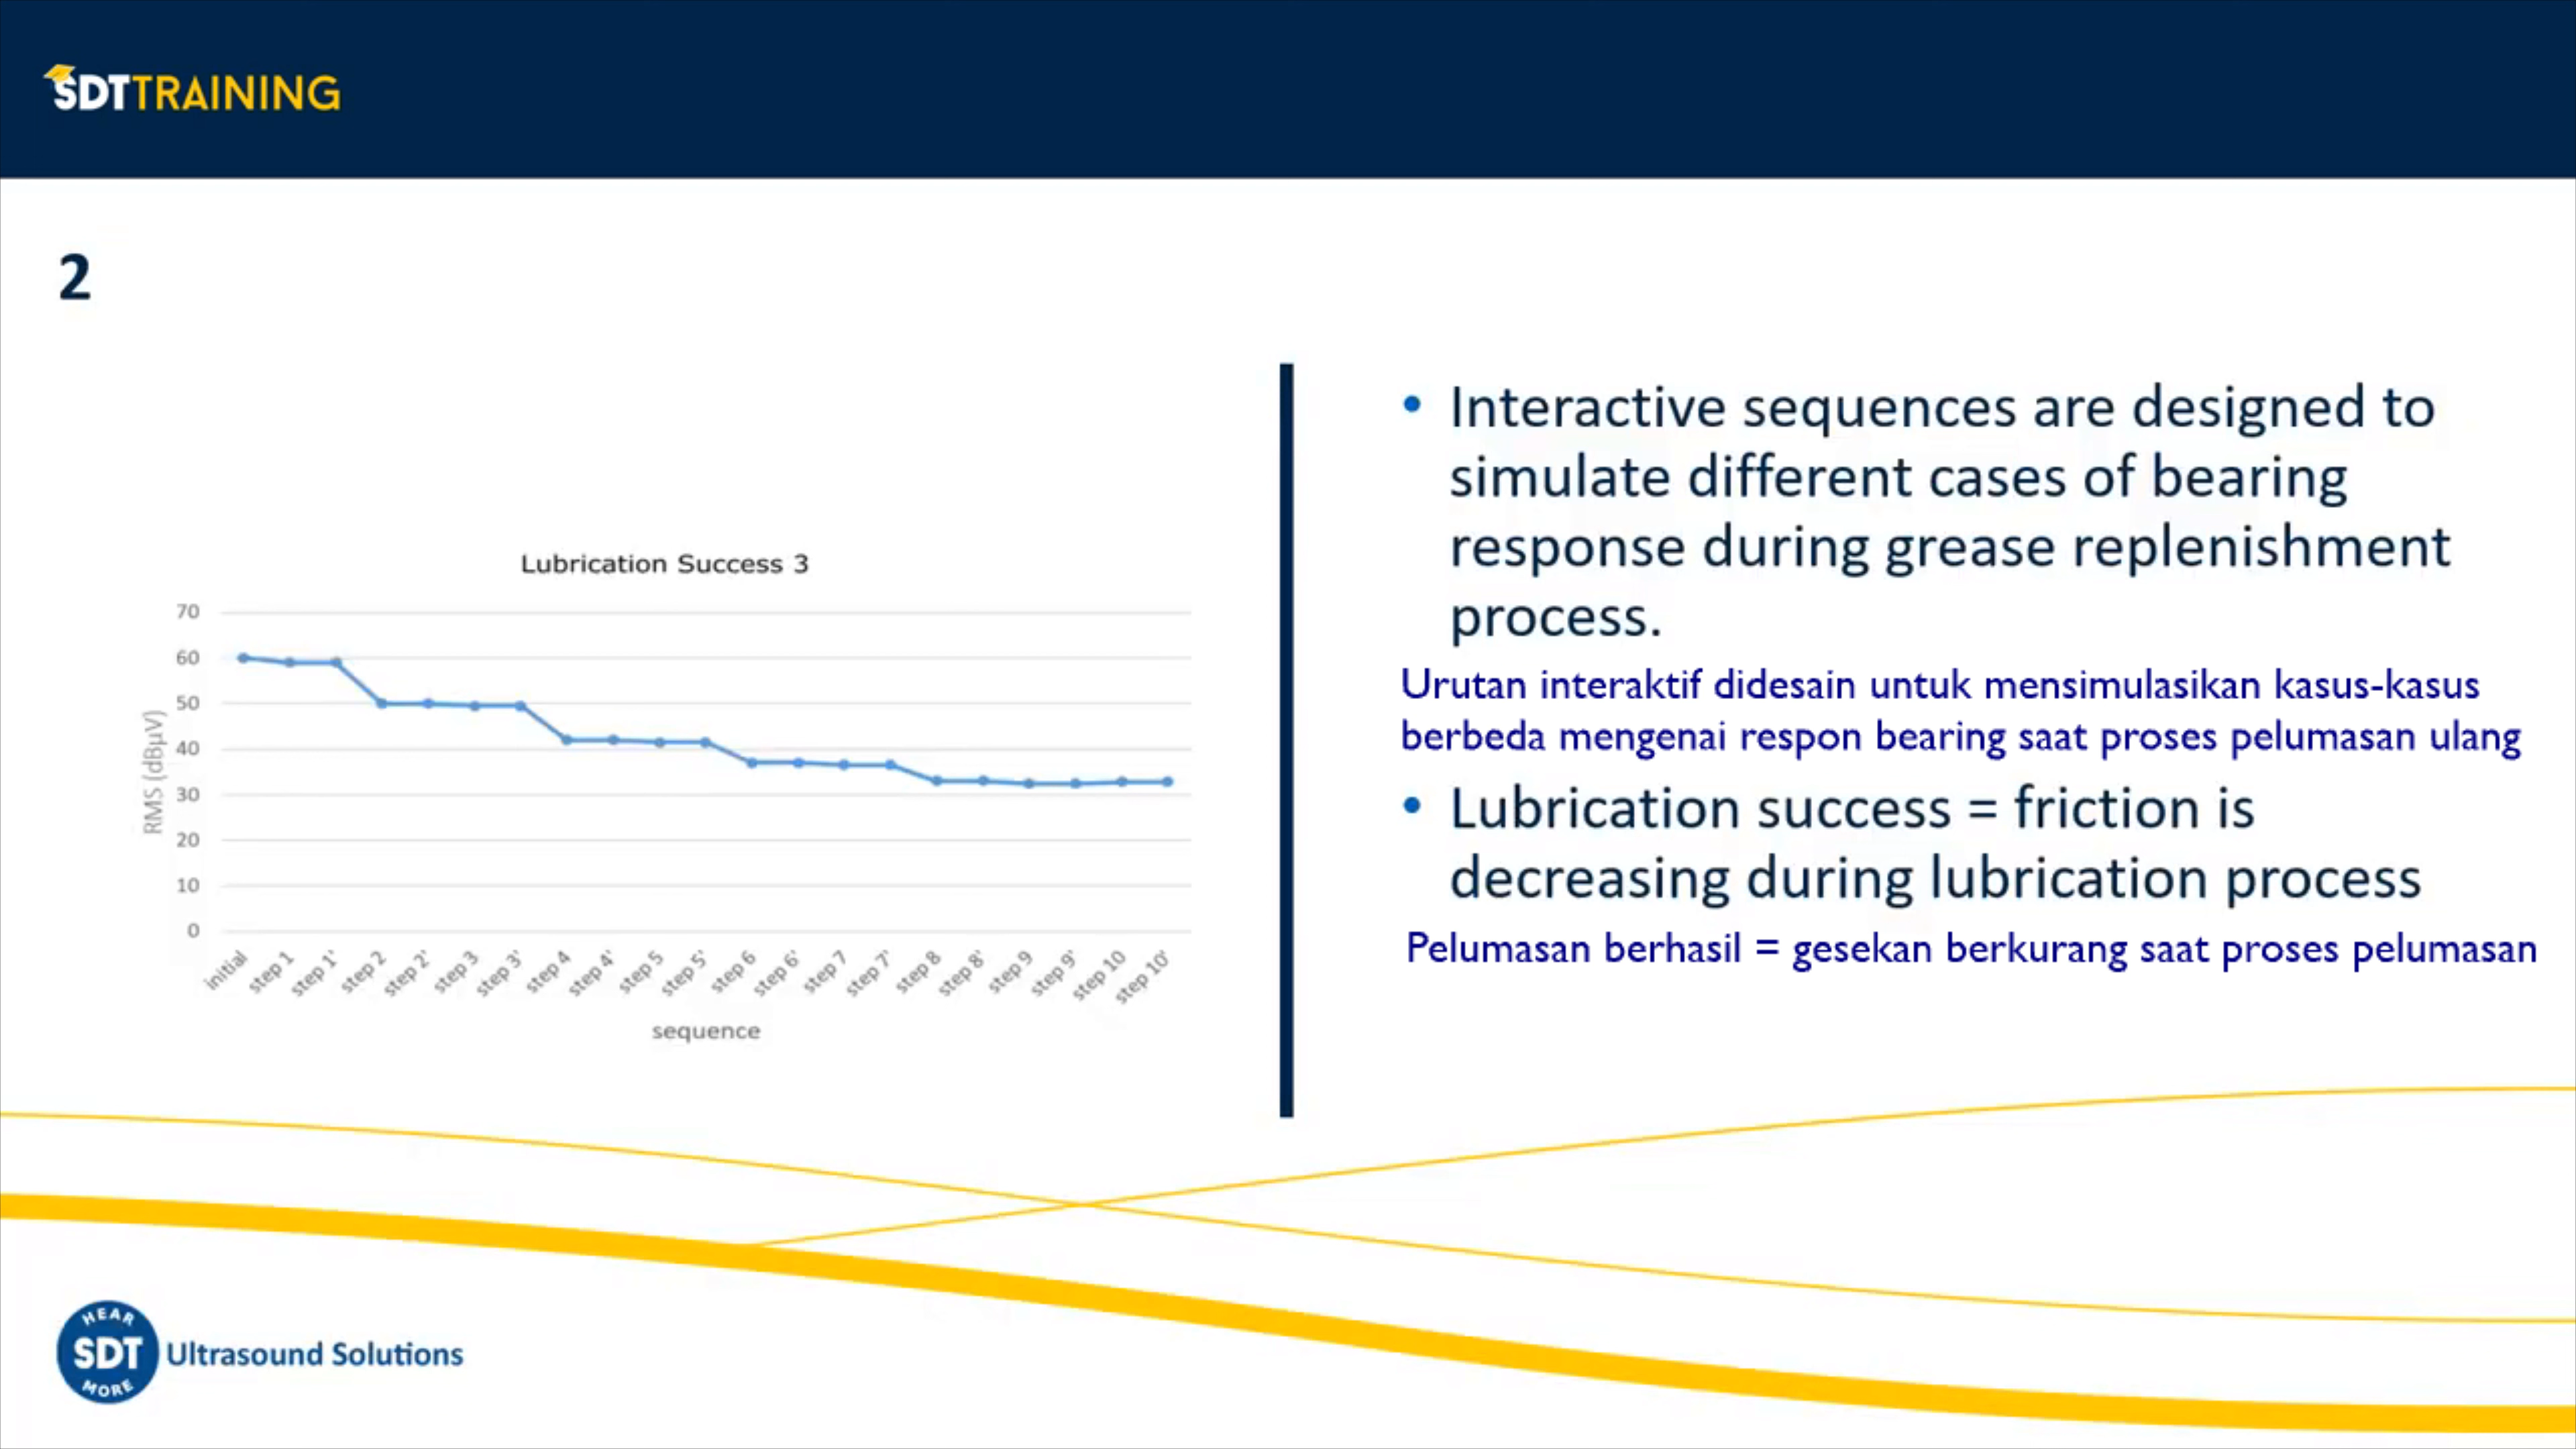 SDTTRAINING
2
Lubrication Success 3
70
60
50
40
30
20
10
0
RMS (dBµV)
initial
step 1
step 1'
step 2
step 2'
step 3
step 3'
step 4
step 4'
step 5
step 5'
step 6
step 6'
step 7
step 7'
step 8
step 8'
step 9
step 9'
step 10
step 10'
sequence
• Interactive sequences are designed to
simulate different cases of bearing
response during grease replenishment
process.
Urutan interaktif didesain untuk mensimulasikan kasus-kasus
berbeda mengenai respon bearing saat proses pelumasan ulang
• Lubrication success = friction is
decreasing during lubrication process
Pelumasan berhasil = gesekan berkurang saat proses pelumasan
HEAR
SDT
MORE
Ultrasound Solutions